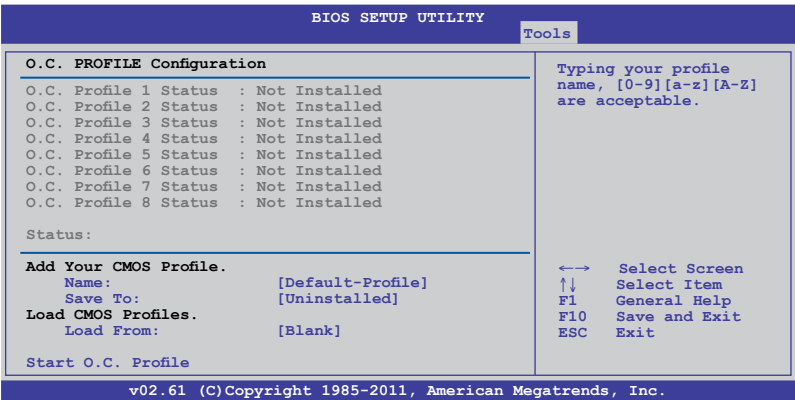 BIOS SETUP UTILITY
Tools
O.C. PROFILE Configuration
O.C. Profile 1 Status : Not Installed
O.C. Profile 2 Status : Not Installed
O.C. Profile 3 Status : Not Installed
O.C. Profile 4 Status : Not Installed
O.C. Profile 5 Status : Not Installed
O.C. Profile 6 Status : Not Installed
O.C. Profile 7 Status : Not Installed
O.C. Profile 8 Status : Not Installed
Status:
Add Your CMOS Profile.
Name: [Default-Profile]
Save To: [Uninstalled]
Load CMOS Profiles.
Load From: [Blank]
Start O.C. Profile
Typing your profile
name, [0-9][a-z][A-Z]
are acceptable.
←→ Select Screen
↑↓ Select Item
F1 General Help
F10 Save and Exit
ESC Exit
v02.61 (C)Copyright 1985-2011, American Megatrends, Inc.